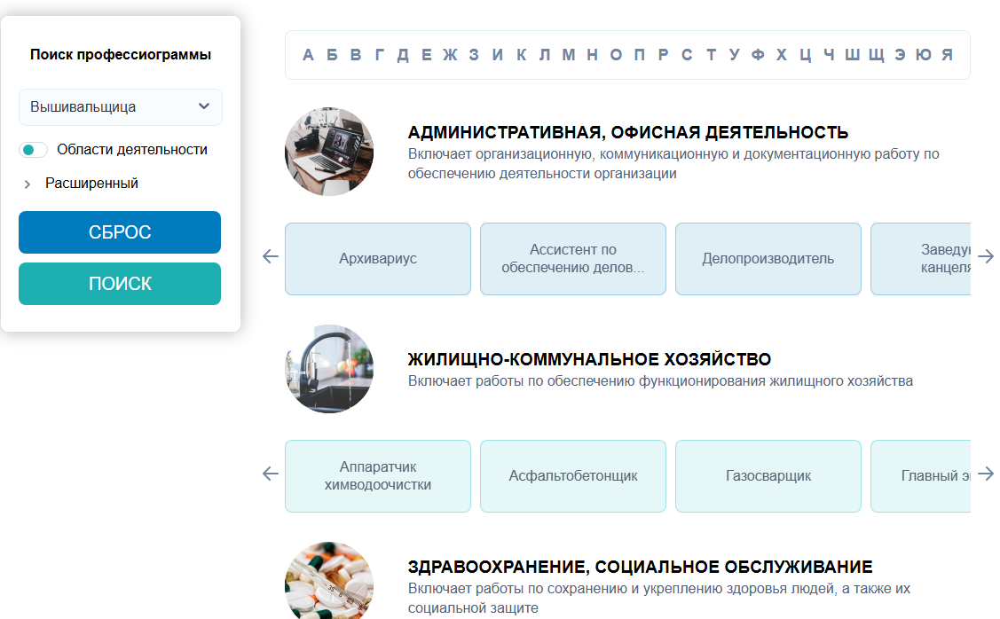 Поиск профессиограммы
Вышивальщица
Области деятельности
Расширенный
СБРОС
ПОИСК
А Б В Г Д Е Ж З И К Л М Н О П Р С Т У Ф Х Ц Ч Ш Щ Э Ю Я
АДМИНИСТРАТИВНАЯ, ОФИСНАЯ ДЕЯТЕЛЬНОСТЬ
Включает организационную, коммуникационную и документационную работу по
обеспечению деятельности организации
Архивариус
Ассистент по
обеспечению делов...
Делопроизводитель
ЖИЛИЩНО-КОММУНАЛЬНОЕ ХОЗЯЙСТВО
Включает работы по обеспечению функционирования жилищного хозяйства
Аппаратчик
химводоочистки
Асфальтобетонщик
Газосварщик
Главный
ЗДРАВООХРАНЕНИЕ, СОЦИАЛЬНОЕ ОБСЛУЖИВАНИЕ
Включает работы по сохранению и укреплению здоровья людей, а также их
социальной защите